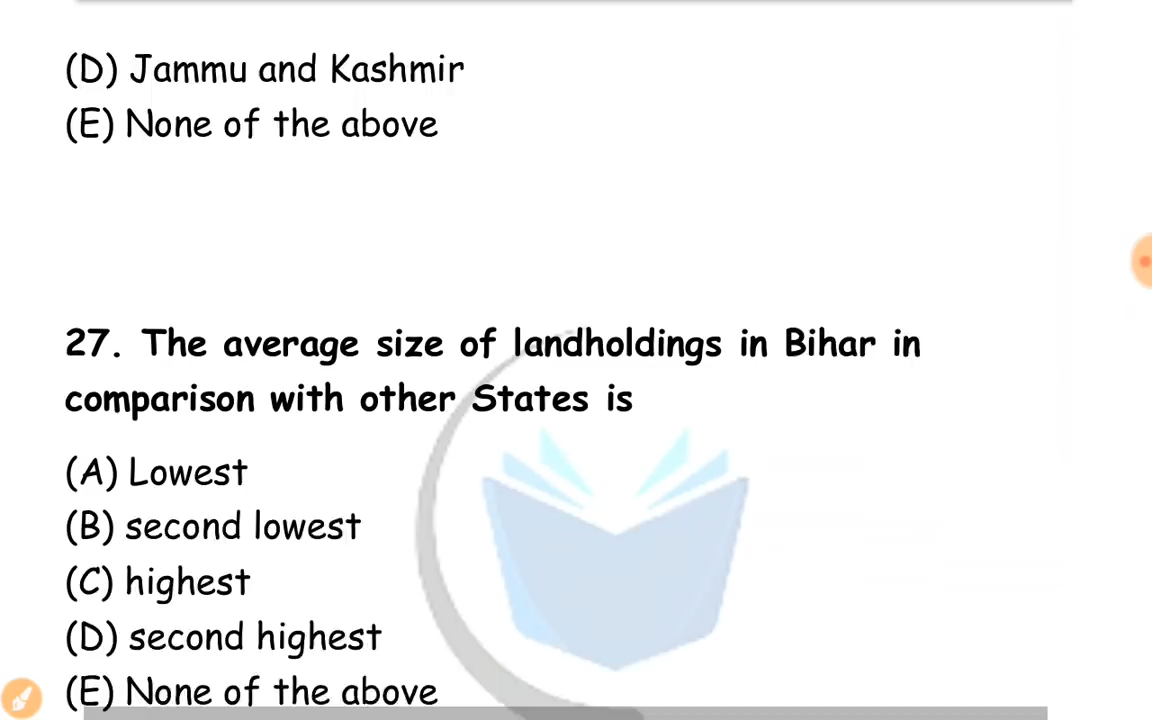 (D) Jammu and Kashmir
(E) None of the above
27. The average size of landholdings in Bihar in
comparison with other States is
(A) Lowest
(B) second lowest
(C) highest
(D) second highest
(E) None of the above